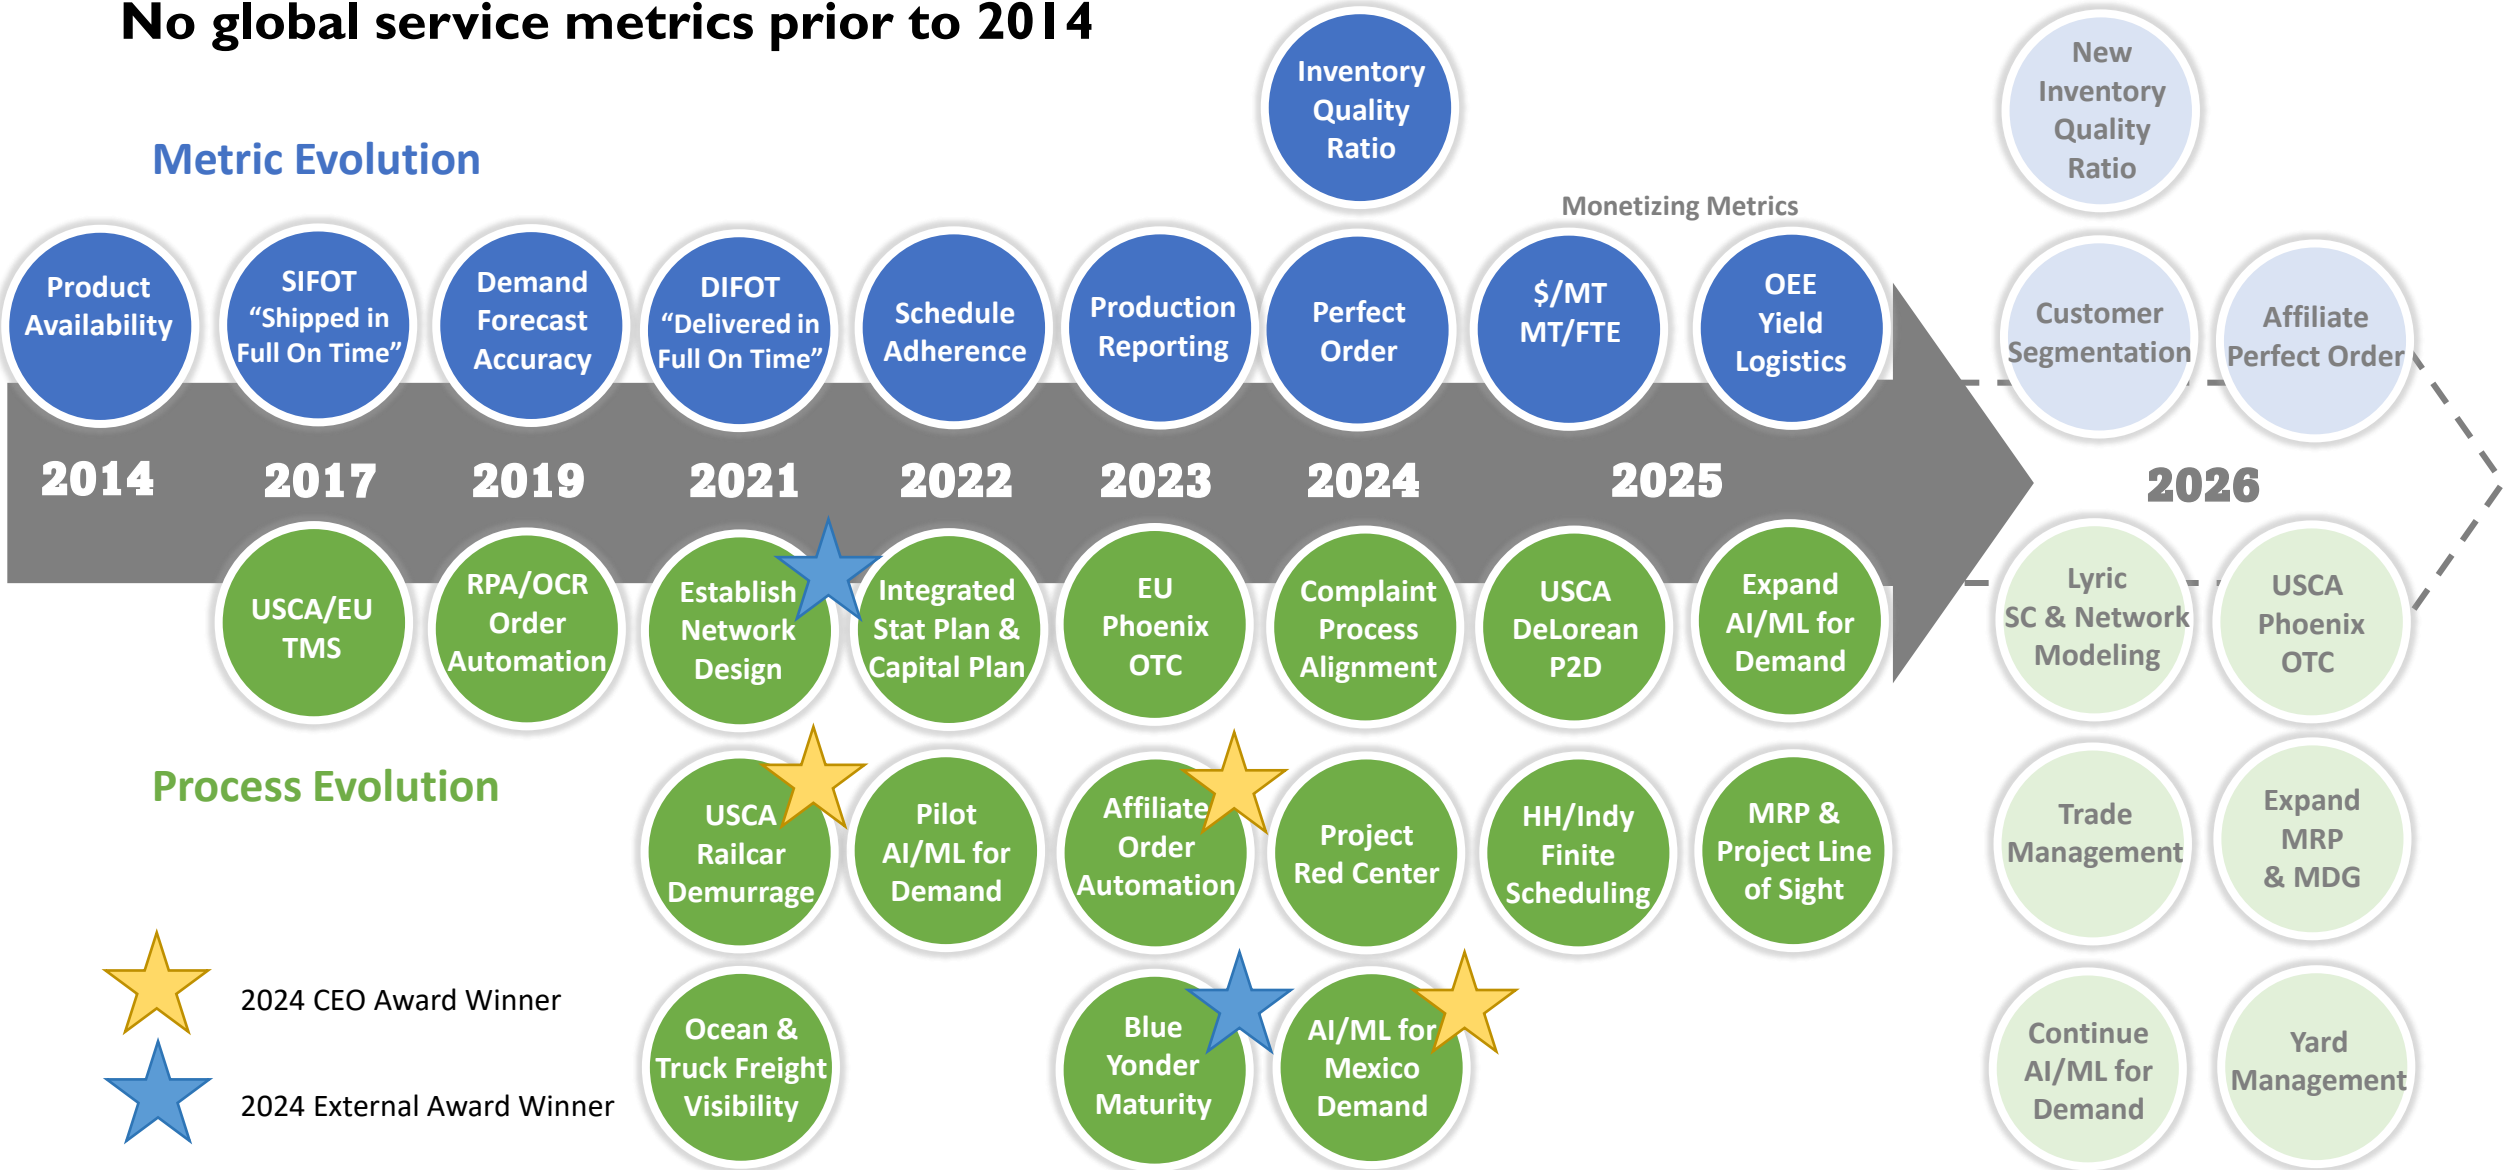 No global service metrics prior to 2014
Metric Evolution
Inventory
Quality
Ratio
New
Inventory
Quality
Ratio
Monetizing Metrics
Product
Availability
SIFOT
“Shipped in
Full On Time”
Demand
Forecast
Accuracy
DIFOT
“Delivered in
Full On Time”
Schedule
Adherence
Production
Reporting
Perfect
Order
$/MT
MT/FTE
OEE
Yield
Logistics
Customer
Segmentation
Affiliate
Perfect Order
2014
2017
2019
2021
2022
2023
2024
2025
2026
USCA/EU
TMS
RPA/OCR
Order
Automation
Establish
Network
Design
Integrated
Stat Plan &
Capital Plan
EU
Phoenix
OTC
Complaint
Process
Alignment
USCA
DeLorean
P2D
Expand
AI/ML for
Demand
Lyric
SC & Network
Modeling
USCA
Phoenix
OTC
Process Evolution
USCA
Railcar
Demurrage
Pilot
AI/ML for
Demand
Affiliate
Order
Automation
Project
Red Center
HH/Indy
Finite
Scheduling
MRP &
Project Line
of Sight
Trade
Management
Expand
MRP
& MDG
2024 CEO Award Winner
2024 External Award Winner
Ocean &
Truck Freight
Visibility
Blue
Yonder
Maturity
AI/ML for
Mexico
Demand
Continue
AI/ML for
Demand
Yard
Management